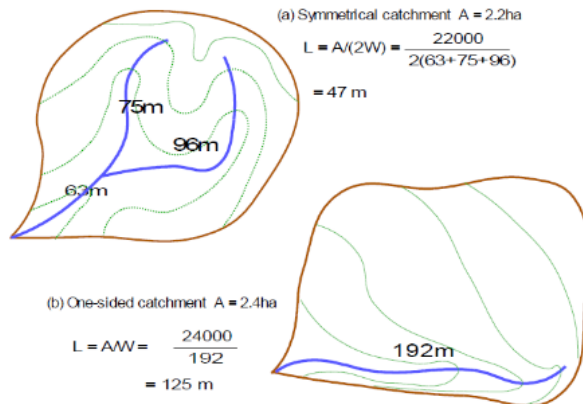 (a) Symmetrical catchment A = 2.2ha
L = A/(2W) = 22000
2(63+75+96)
= 47 m
75m
96m
63m
(b) One-sided catchment A = 2.4ha
L = A/W = 24000
192
= 125 m
192m